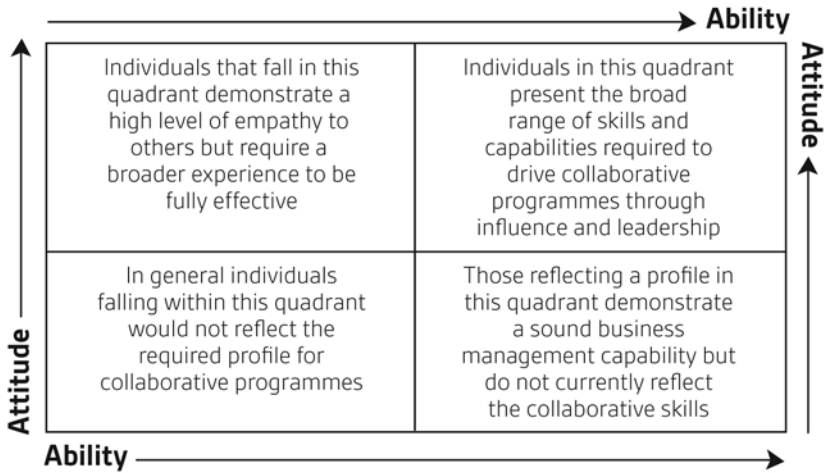 Ability
Attitude
Individuals that fall in this
quadrant demonstrate a
high level of empathy to
others but require a
broader experience to be
fully effective
Individuals in this quadrant
present the broad
range of skills and
capabilities required to
drive collaborative
programmes through
influence and leadership
In general individuals
falling within this quadrant
would not reflect the
required profile for
collaborative programmes
Those reflecting a profile in
this quadrant demonstrate
a sound business
management capability but
do not currently reflect
the collaborative skills
Attitude
Ability